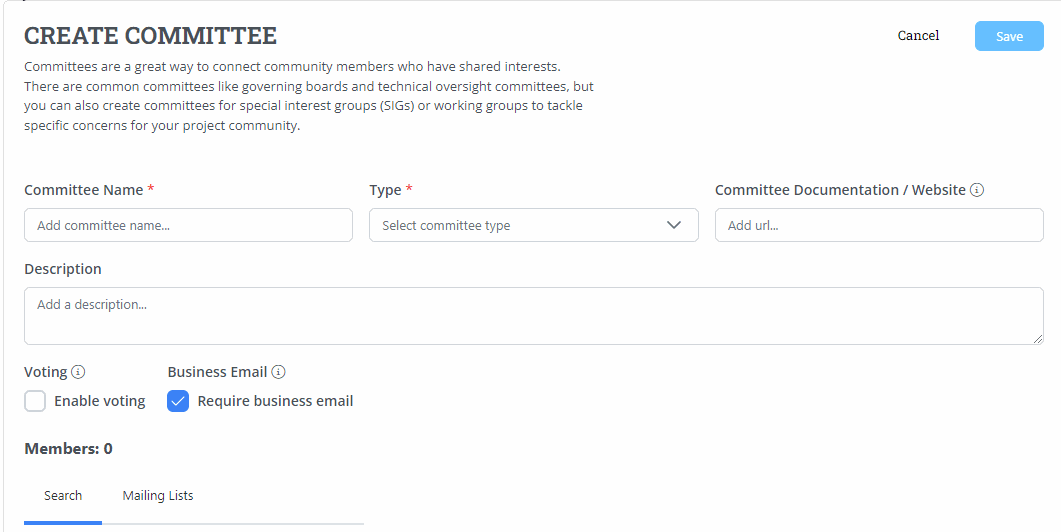 CREATE COMMITTEE
Cancel
Save
Committees are a great way to connect community members who have shared interests.
There are common committees like governing boards and technical oversight committees, but
you can also create committees for special interest groups (SIGs) or working groups to tackle
specific concerns for your project community.
Committee Name *
Type *
Committee Documentation / Website
Add committee name...
Select committee type
Add url...
Description
Add a description...
Voting
Business Email
Enable voting
Require business email
Members: 0
Search
Mailing Lists